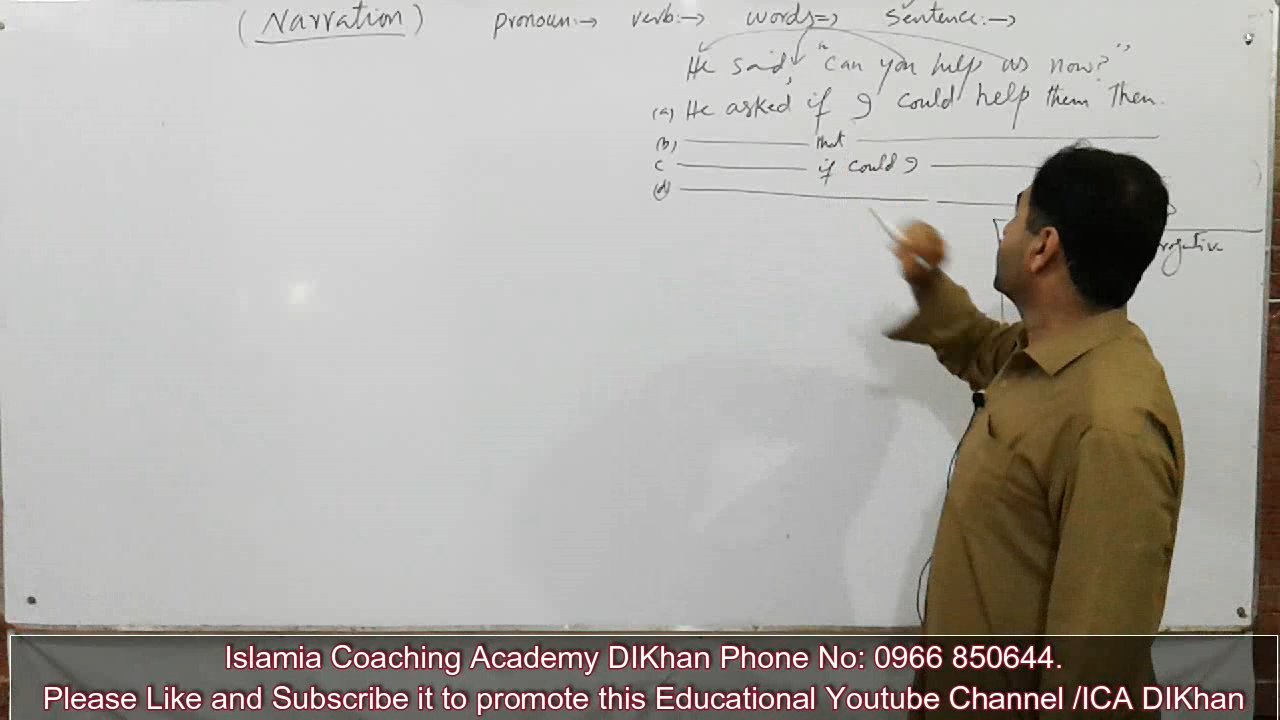 (Narration) pronoun:→ verb:→ words⇒ sentence:→
He said, "can you help us now?"
(a) He asked if I could help them then.
(b) that
c if could I
(d)
rogative
Islamia Coaching Academy DIKhan Phone No: 0966 850644.
Please Like and Subscribe it to promote this Educational Youtube Channel /ICA DIKhan